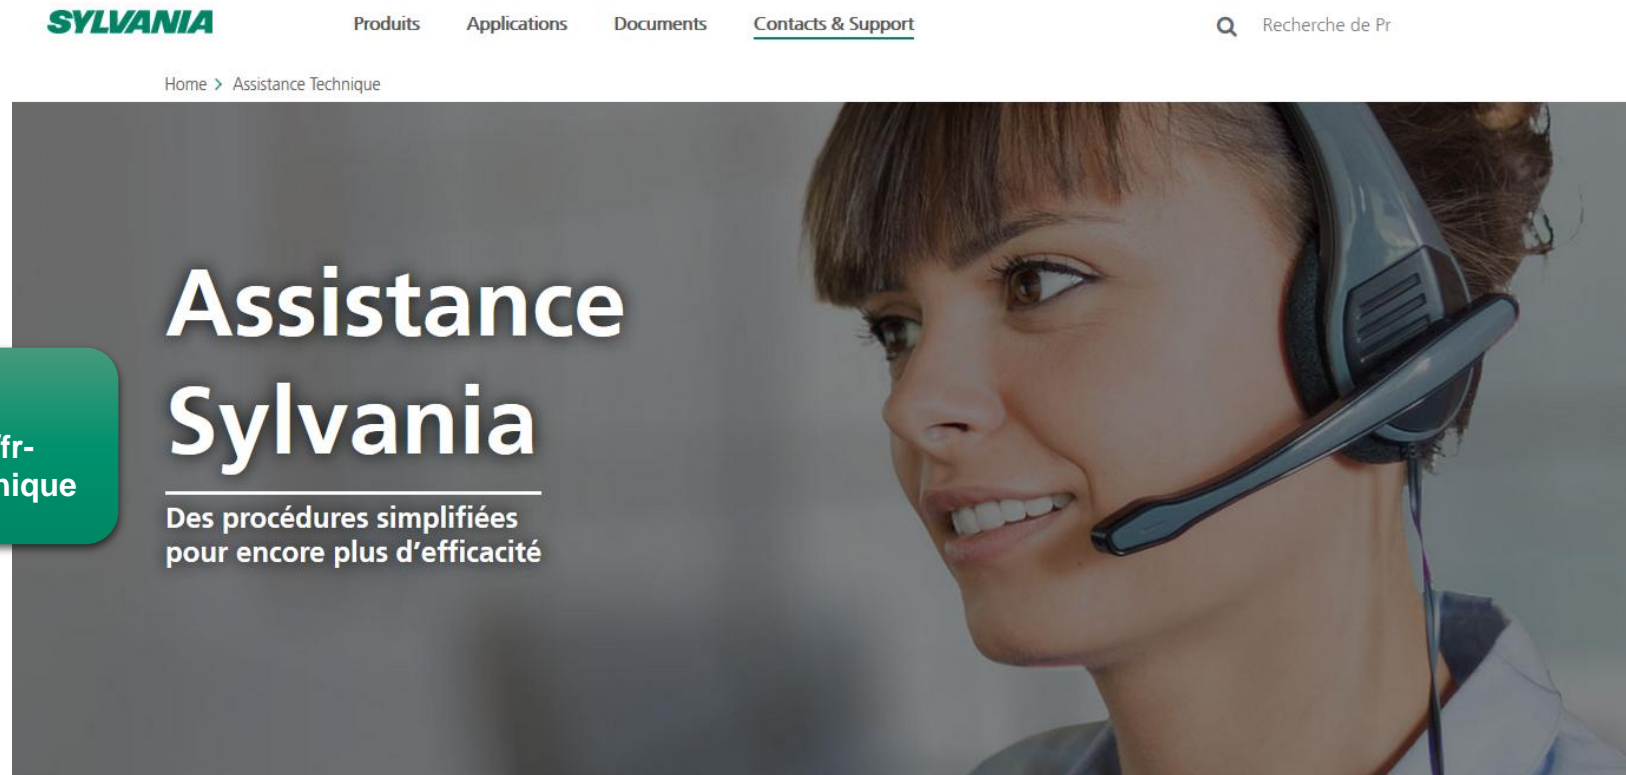 SYLVANIA
Produits Applications Documents Contacts & Support Recherche de Pr
Home > Assistance Technique
Assistance
Sylvania
fr-
nique
Des procédures simplifiées
pour encore plus d’efficacité